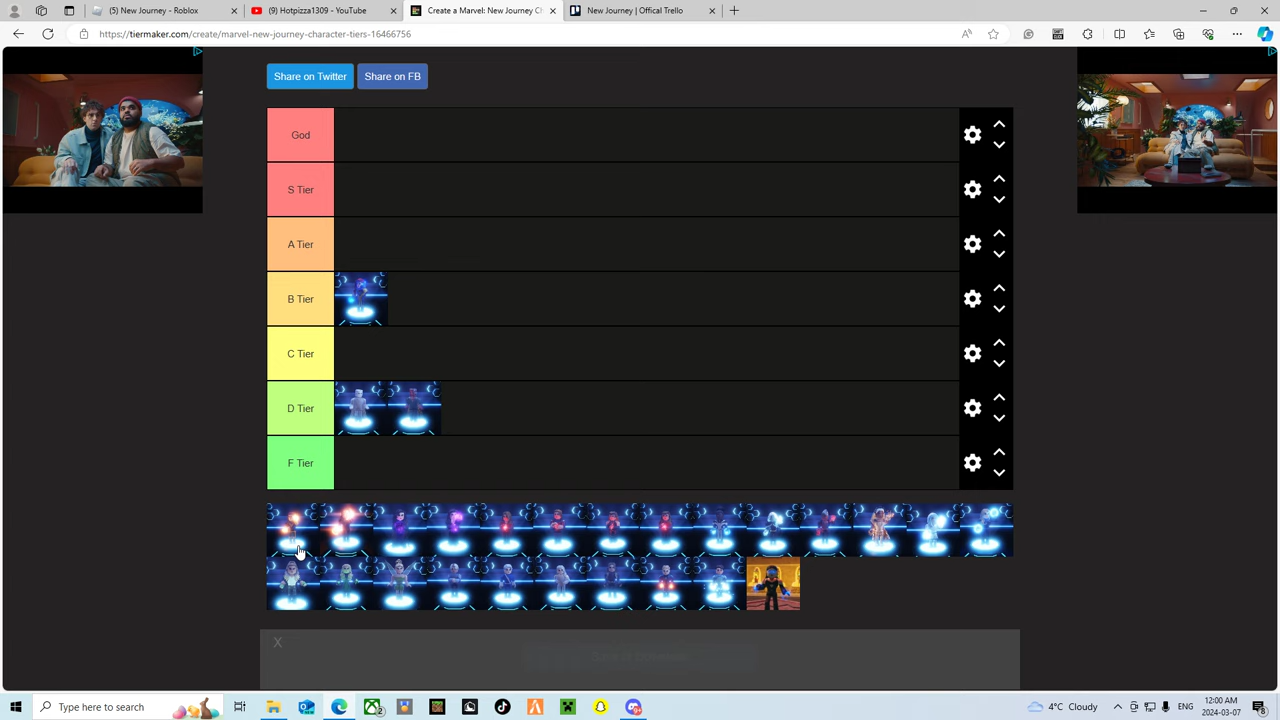 (5) New Journey - Roblox
(9) Hotpizza1309 - YouTube
Create a Marvel: New Journey Ch
New Journey | Offical Trello
https://tiermaker.com/create/marvel-new-journey-character-tiers-16466756
Share on Twitter
Share on FB
God
S Tier
A Tier
B Tier
C Tier
D Tier
F Tier
X
Type here to search
4°C Cloudy
ENG
12:00 AM
2024-03-07